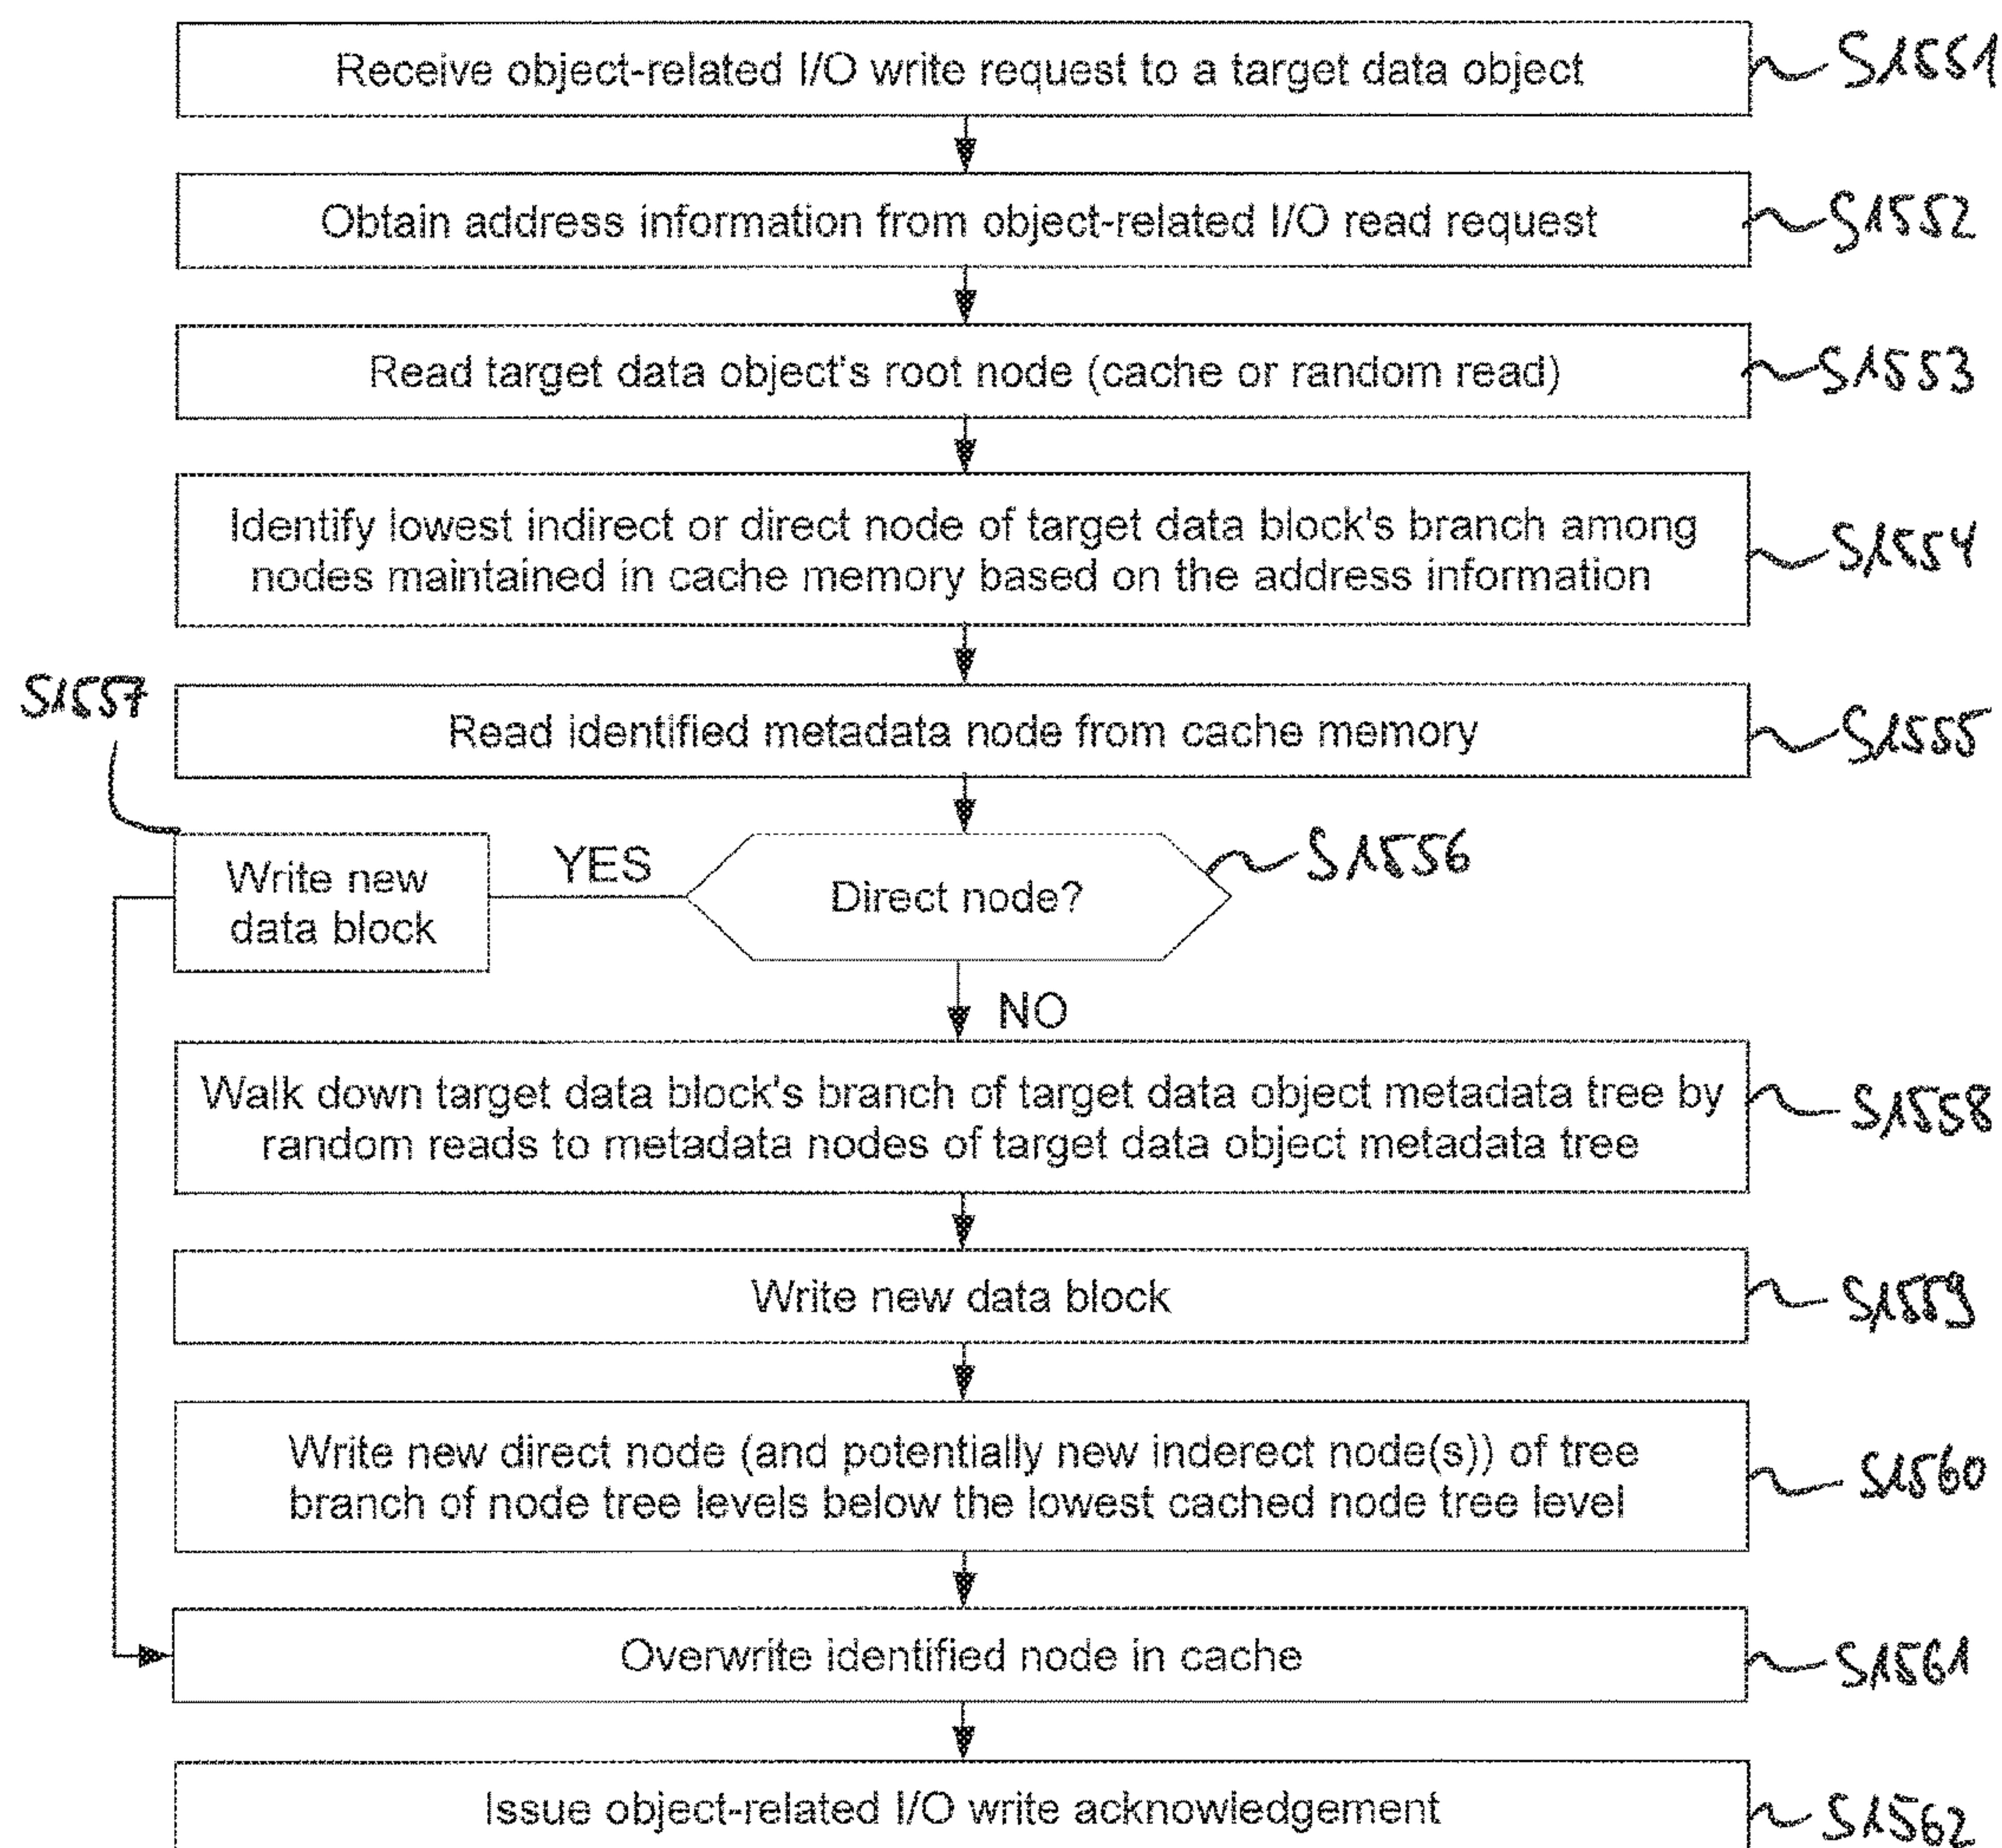 Receive object-related I/O write request to a target data object
S1551
Obtain address information from object-related I/O read request
S1552
Read target data object's root node (cache or random read)
S1553
Identify lowest indirect or direct node of target data block's branch among
nodes maintained in cache memory based on the address information
S1554
S1557
Read identified metadata node from cache memory
S1555
Write new
data block
YES
Direct node?
S1556
NO
Walk down target data block's branch of target data object metadata tree by
random reads to metadata nodes of target data object metadata tree
S1558
Write new data block
S1559
Write new direct node (and potentially new inderect node(s)) of tree
branch of node tree levels below the lowest cached node tree level
S1560
Overwrite identified node in cache
S1561
Issue object-related I/O write acknowledgement
S1562